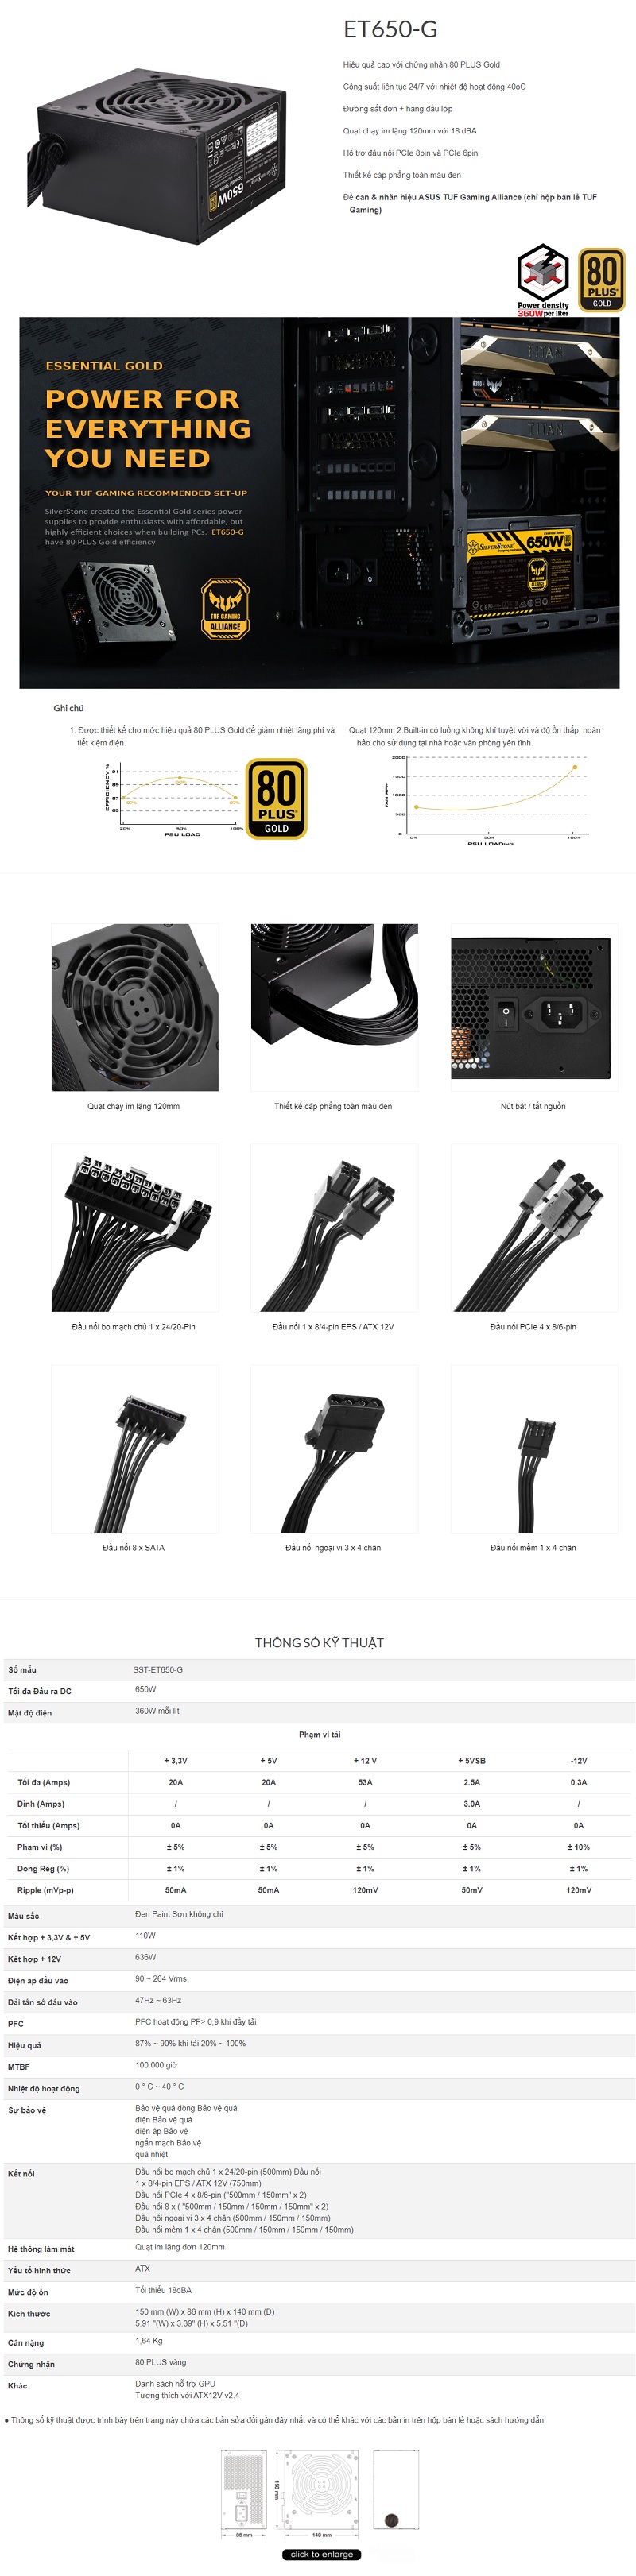 ET650-G
Hiệu quả cao với chứng nhận 80 PLUS Gold
Công suất liên tục 24/7 với nhiệt độ hoạt động 40oC
Đường sắt đơn + hàng đầu lớp
Quạt chạy im lặng 120mm với 18 dBA
Hỗ trợ đầu nối PCIe 8pin và PCIe 6pin
Thiết kế cáp phẳng toàn màu đen
Đề can & nhãn hiệu ASUS TUF Gaming Alliance (chỉ hộp bán lẻ TUF
Gaming)
650W
Power density
360W per liter
80
PLUS
GOLD
ESSENTIAL GOLD
POWER FOR
EVERYTHING
YOU NEED
YOUR TUF GAMING RECOMMENDED SET-UP
SilverStone created the Essential Gold series power
supplies to provide enthusiasts with affordable, but
highly efficient choices when building PCs. ET650-G
have 80 PLUS Gold efficiency
TUF GAMING
ALLIANCE
TITAN
TITAN
SILVERSTONE
650W
Ghi chú
1. Được thiết kế cho mức hiệu quả 80 PLUS Gold để giảm nhiệt lãng phí và
tiết kiệm điện.
Quạt 120mm 2.Built-in có luồng không khí tuyệt vời và độ ồn thấp, hoàn
hảo cho sử dụng tại nhà hoặc văn phòng yên tĩnh.
EFFICIENCY %
91
89
87
85
87%
90%
87%
20%
50%
100%
PSU LOAD
80
PLUS
GOLD
FAN RPM
2000
1500
1000
500
0
0%
50%
100%
PSU LOADING
Quạt chạy im lặng 120mm
Thiết kế cáp phẳng toàn màu đen
Nút bật / tắt nguồn
Đầu nối bo mạch chủ 1 x 24/20-Pin
Đầu nối 1 x 8/4-pin EPS / ATX 12V
Đầu nối PCIe 4 x 8/6-pin
Đầu nối 8 x SATA
Đầu nối ngoại vi 3 x 4 chân
Đầu nối mềm 1 x 4 chân
THÔNG SỐ KỸ THUẬT
Số mẫu SST-ET650-G
Tối đa Đầu ra DC 650W
Mật độ điện 360W mỗi lít
Phạm vi tải
+ 3,3V + 5V + 12 V + 5VSB -12V
Tối đa (Amps) 20A 20A 53A 2.5A 0,3A
Đỉnh (Amps) / / / 3.0A /
Tối thiểu (Amps) 0A 0A 0A 0A 0A
Phạm vi (%) ± 5% ± 5% ± 5% ± 5% ± 10%
Dòng Reg (%) ± 1% ± 1% ± 1% ± 1% ± 1%
Ripple (mVp-p) 50mA 50mA 120mV 50mV 120mV
Màu sắc Đen Paint Sơn không chì
Kết hợp + 3,3V & + 5V 110W
Kết hợp + 12V 636W
Điện áp đầu vào 90 ~ 264 Vrms
Dải tần số đầu vào 47Hz ~ 63Hz
PFC PFC hoạt động PF> 0,9 khi đầy tải
Hiệu quả 87% ~ 90% khi tải 20% ~ 100%
MTBF 100.000 giờ
Nhiệt độ hoạt động 0 ° C ~ 40 ° C
Sự bảo vệ Bảo vệ quá dòng Bảo vệ quá
điện Bảo vệ quá
điện áp Bảo vệ
ngắn mạch Bảo vệ
quá nhiệt
Kết nối Đầu nối bo mạch chủ 1 x 24/20-pin (500mm) Đầu nối
1 x 8/4-pin EPS / ATX 12V (750mm)
Đầu nối PCIe 4 x 8/6-pin ("500mm / 150mm" x 2)
Đầu nối 8 x ( "500mm / 150mm / 150mm / 150mm" x 2)
Đầu nối ngoại vi 3 x 4 chân (500mm / 150mm / 150mm)
Đầu nối mềm 1 x 4 chân (500mm / 150mm / 150mm / 150mm)
Hệ thống làm mát Quạt im lặng đơn 120mm
Yếu tố hình thức ATX
Mức độ ồn Tối thiểu 18dBA
Kích thước 150 mm (W) x 86 mm (H) x 140 mm (D)
5.91 "(W) x 3.39" (H) x 5.51 "(D)
Cân nặng 1,64 Kg
Chứng nhận 80 PLUS vàng
Khác Danh sách hỗ trợ GPU
Tương thích với ATX12V v2.4
● Thông số kỹ thuật được trình bày trên trang này chứa các bản sửa đổi gần đây nhất và có thể khác với các bản in trên hộp bán lẻ hoặc sách hướng dẫn.
150 mm
86 mm
140 mm
click to enlarge